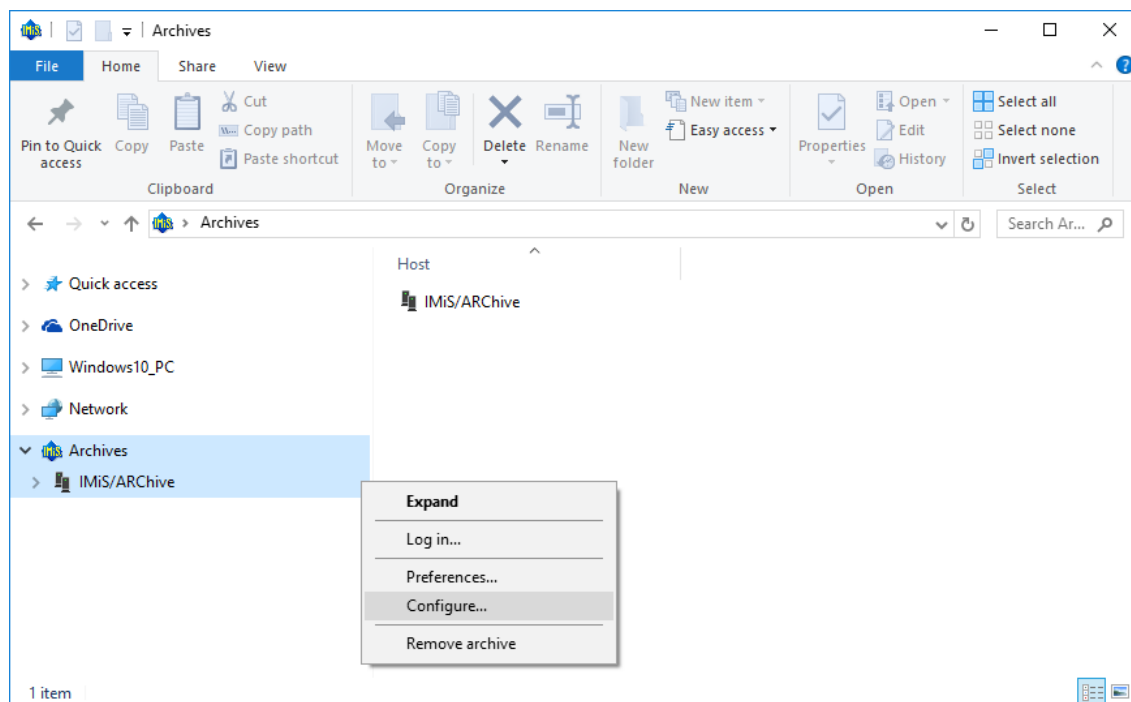 IMiS
Archives
File Home Share View
Pin to Quick access
Copy
Paste
Cut
Copy path
Paste shortcut
Clipboard
Move to
Copy to
Delete
Rename
Organize
New folder
New item
Easy access
New
Properties
Open
Edit
History
Open
Select all
Select none
Invert selection
Select
IMiS
Archives
Search Ar...
Quick access
OneDrive
Windows10_PC
Network
IMiS
Archives
IMiS/ARChive
Host
IMiS/ARChive
Expand
Log in...
Preferences...
Configure...
Remove archive
1 item